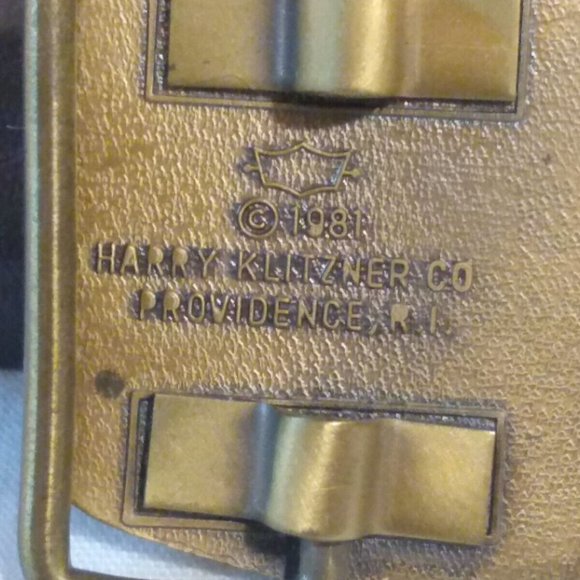 © 1981
HARRY KLITZNER CO
PROVIDENCE, R.I.